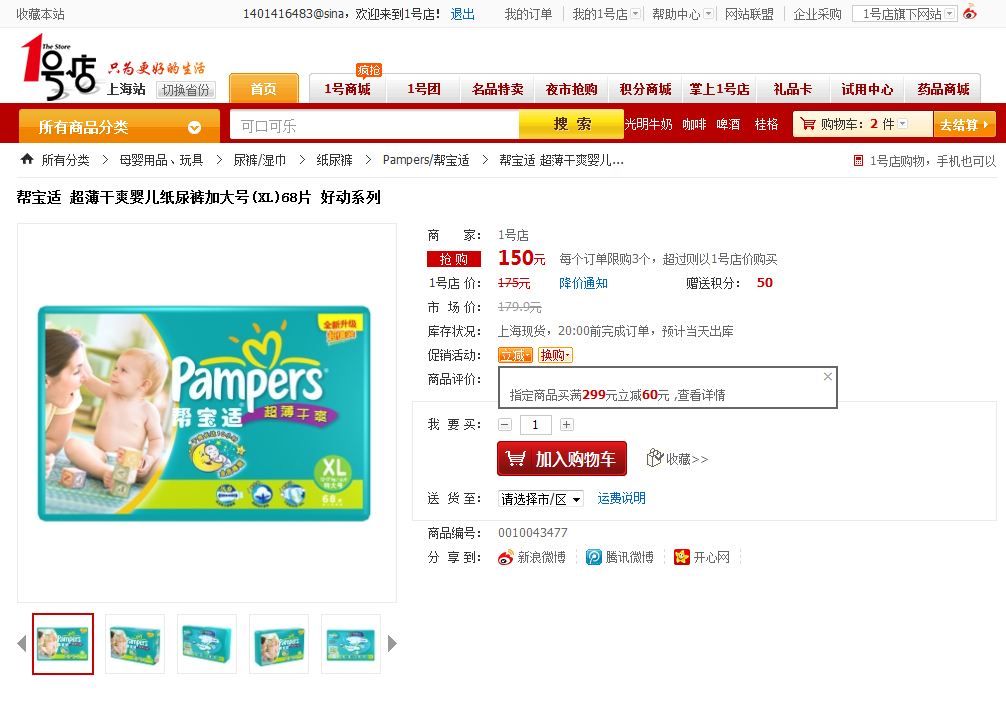 收藏本站
1401416483@sina，欢迎来到1号店！ 退出 我的订单 我的1号店 帮助中心 网站联盟 企业采购 1号店旗下网站
The Store
1号店
只为更好的生活
上海站 切换省份
疯抢
首页 1号商城 1号团 名品特卖 夜市抢购 积分商城 掌上1号店 礼品卡 试用中心 药品商城
所有商品分类 可口可乐 搜 索 光明牛奶 咖啡 啤酒 桂格 购物车：2 件 去结算
所有分类 > 母婴用品、玩具 > 尿裤/湿巾 > 纸尿裤 > Pampers/帮宝适 > 帮宝适 超薄干爽婴儿... 1号店购物，手机也可以
帮宝适 超薄干爽婴儿纸尿裤加大号(XL)68片 好动系列
全新升级
Pampers
帮宝适
超薄干爽
XL
68
商 家： 1号店
抢 购 150元 每个订单限购3个，超过则以1号店价购买
1号店 价： 175元 降价通知 赠送积分： 50
市 场 价： 179.9元
库存状况： 上海现货，20:00前完成订单，预计当天出库
促销活动： 立减 换购
商品评价：
指定商品买满299元立减60元 ,查看详情
我 要 买： － 1 ＋
加入购物车 收藏>>
送 货 至： 请选择市/区 运费说明
商品编号： 0010043477
分 享 到： 新浪微博 腾讯微博 开心网